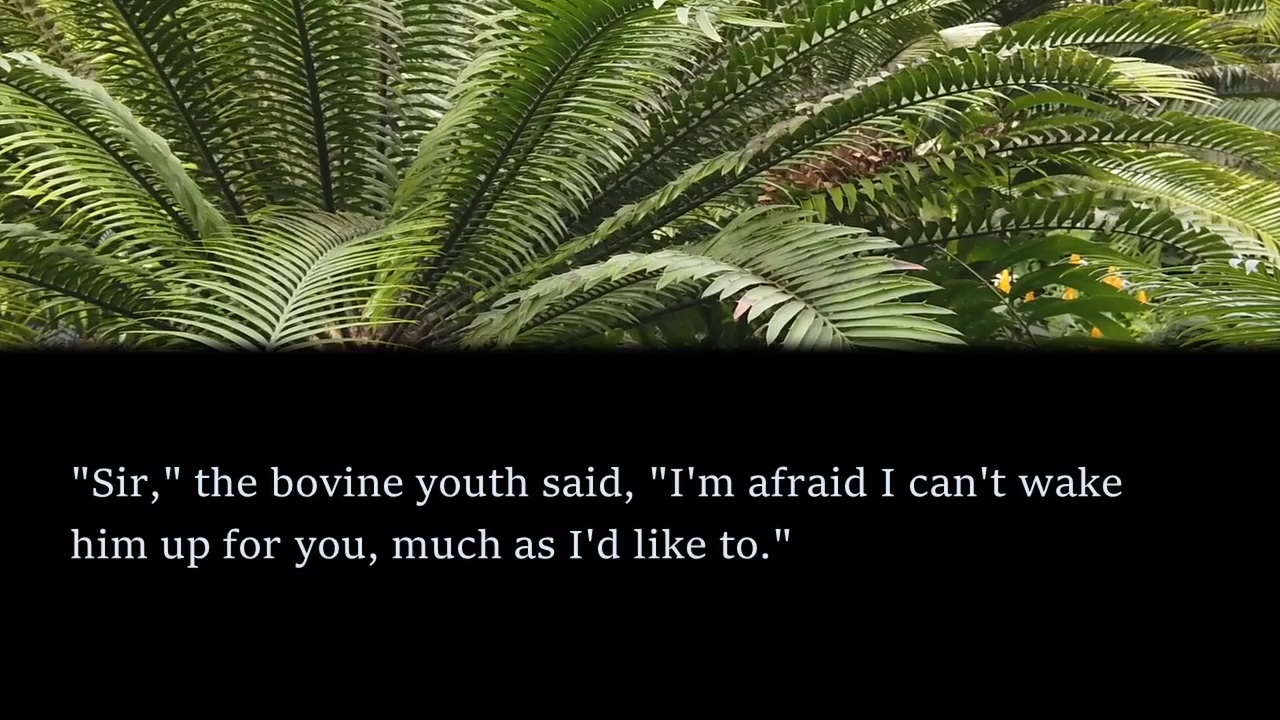 "Sir," the bovine youth said, "I'm afraid I can't wake
him up for you, much as I'd like to."